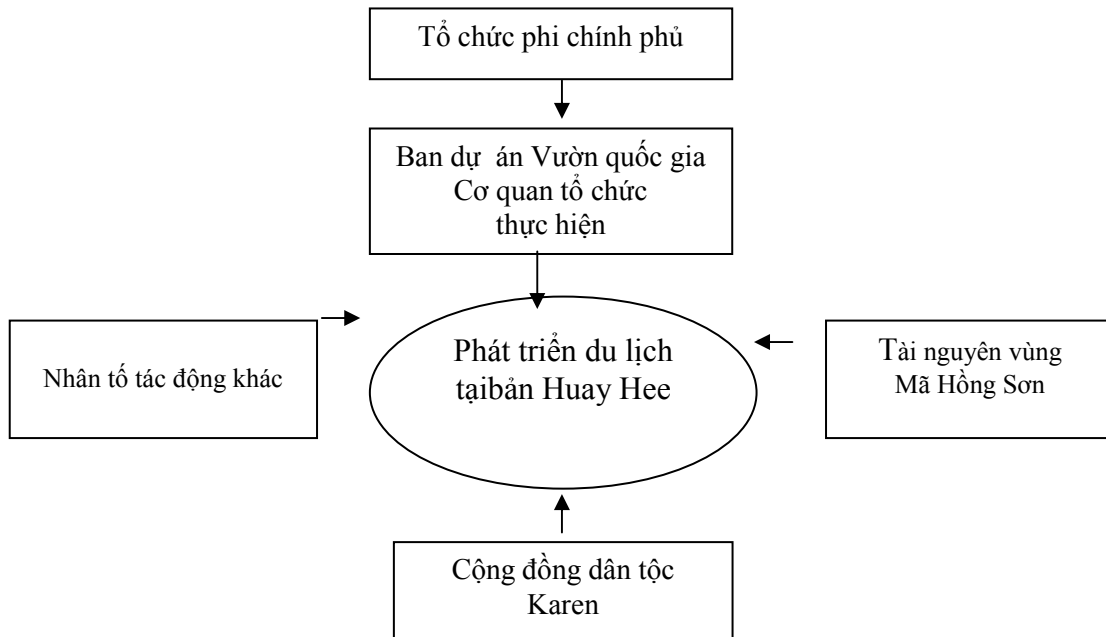 Tổ chức phi chính phủ
Ban dự án Vườn quốc gia
Cơ quan tổ chức
thực hiện
Phát triển du lịch
tạibản Huay Hee
Nhân tố tác động khác
Tài nguyên vùng
Mã Hồng Sơn
Cộng đồng dân tộc
Karen